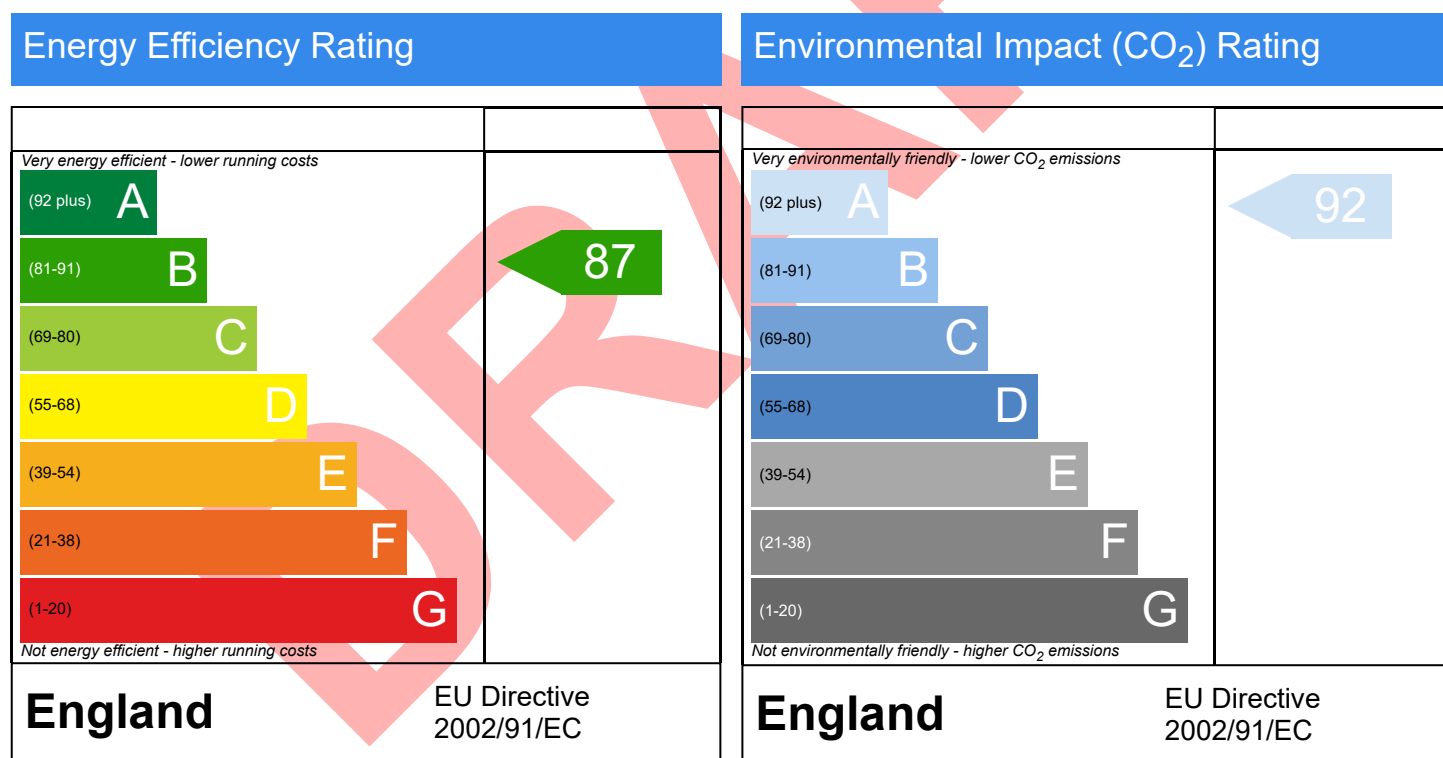 Energy Efficiency Rating
Very energy efficient - lower running costs
(92 plus) A
(81-91) B
(69-80) C
(55-68) D
(39-54) E
(21-38) F
(1-20) G
Not energy efficient - higher running costs
87
England
EU Directive
2002/91/EC
Environmental Impact (CO2) Rating
Very environmentally friendly - lower CO2 emissions
(92 plus) A
(81-91) B
(69-80) C
(55-68) D
(39-54) E
(21-38) F
(1-20) G
Not environmentally friendly - higher CO2 emissions
92
England
EU Directive
2002/91/EC